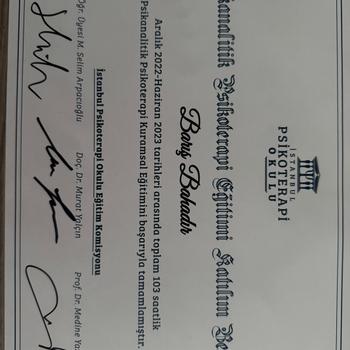 İSTANBUL
PSİKOTERAPİ
OKULU
Psikoterapi Eğitimi Katılım
Barış Bahadır
Aralık 2022-Haziran 2023 tarihleri arasında toplam 103 saatlik
Psikanalitik Psikoterapi Kuramsal Eğitimini başarıyla tamamlamıştır.
İstanbul Psikoterapi Okulu Eğitim Komisyonu
Öğr. Üyesi M. Selim Arpacıoğlu Doç. Dr. Murat Yalçın Prof. Dr. Medine